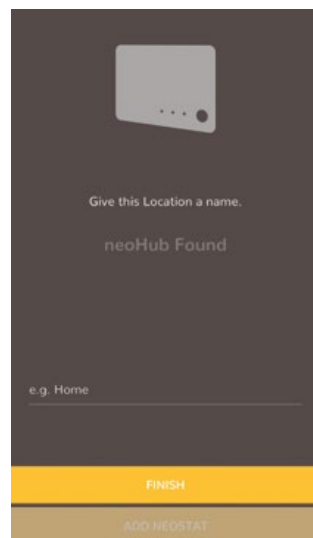 Give this Location a name.
neoHub Found
e.g. Home
FINISH
ADD NEOSTAT